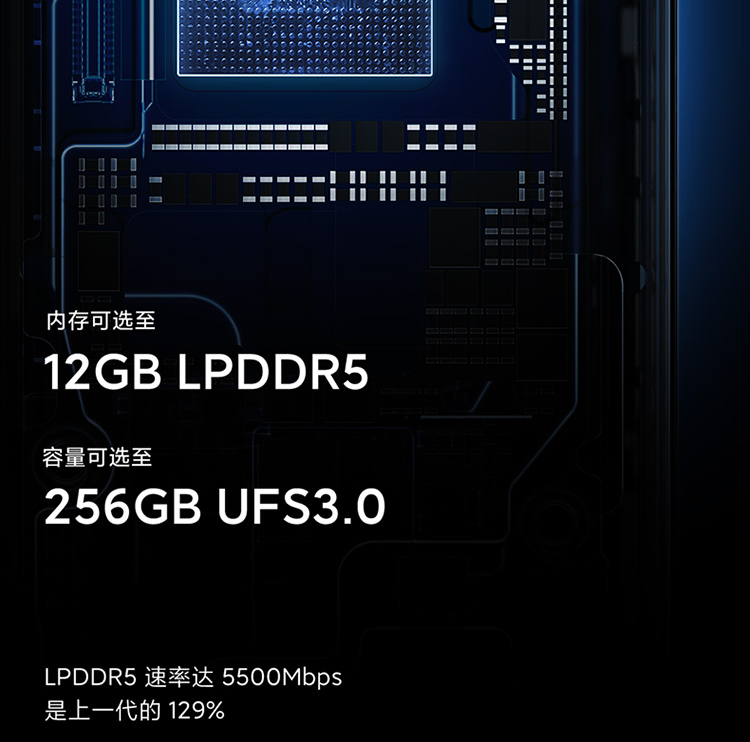 内存可选至
12GB LPDDR5
容量可选至
256GB UFS3.0
LPDDR5 速率达 5500Mbps
是上一代的 129%